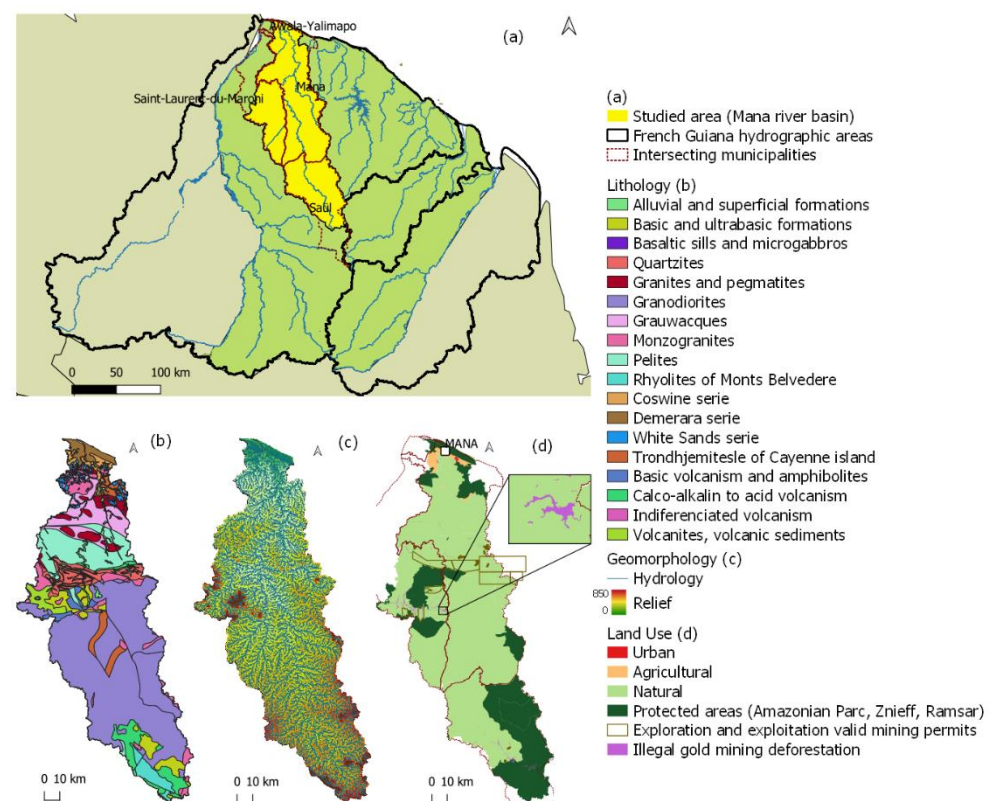 Awala-Yalimapo
(a)
Mana
Saint-Laurent-du-Maroni
Saül
0 50 100 km
(a)
Studied area (Mana river basin)
French Guiana hydrographic areas
Intersecting municipalities
Lithology (b)
Alluvial and superficial formations
Basic and ultrabasic formations
Basaltic sills and microgabbros
Quartzites
Granites and pegmatites
Granodiorites
Grauwacques
Monzogranites
Pelites
Rhyolites of Monts Belvedere
Coswine serie
Demerara serie
White Sands serie
Trondhjemitesle of Cayenne island
Basic volcanism and amphibolites
Calco-alkalin to acid volcanism
Indiferenciated volcanism
Volcanites, volcanic sediments
Geomorphology (c)
Hydrology
850
0
Relief
Land Use (d)
Urban
Agricultural
Natural
Protected areas (Amazonian Parc, Znieff, Ramsar)
Exploration and exploitation valid mining permits
Illegal gold mining deforestation
(b)
0 10 km
(c)
0 10 km
(d)
MANA
0 10 km